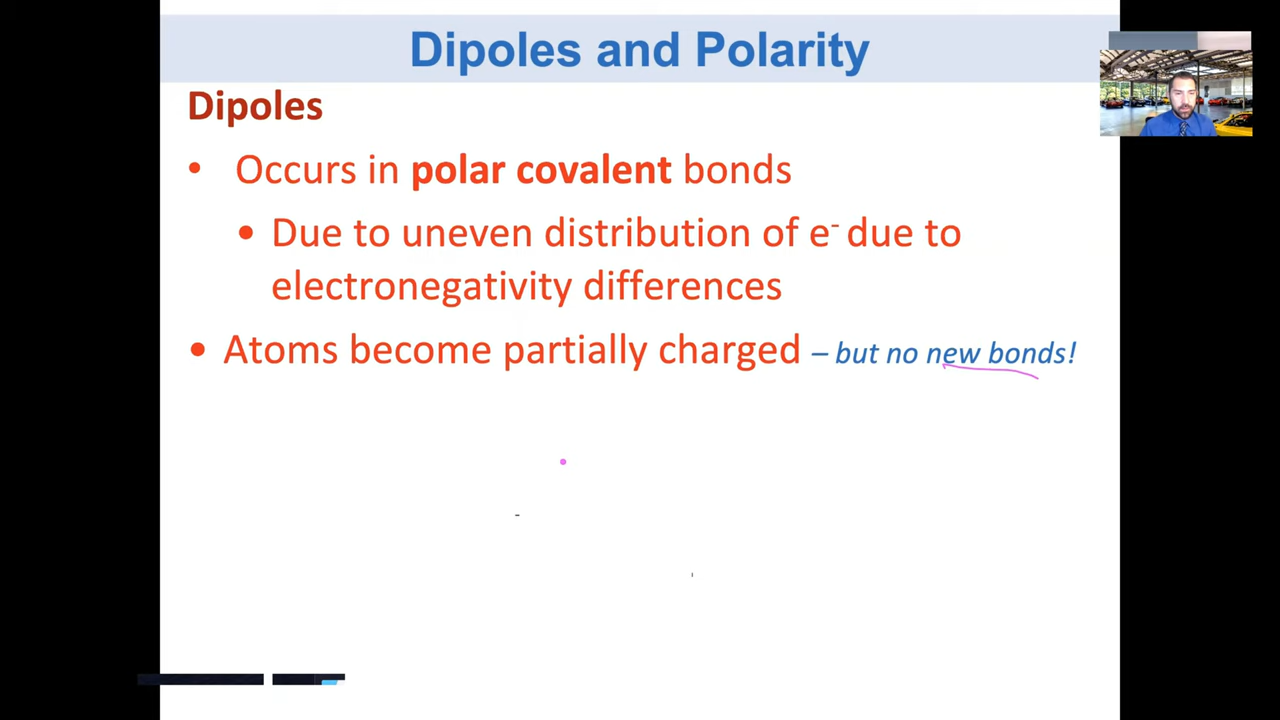 Dipoles and Polarity
Dipoles
• Occurs in polar covalent bonds
• Due to uneven distribution of e⁻ due to
electronegativity differences
• Atoms become partially charged – but no new bonds!